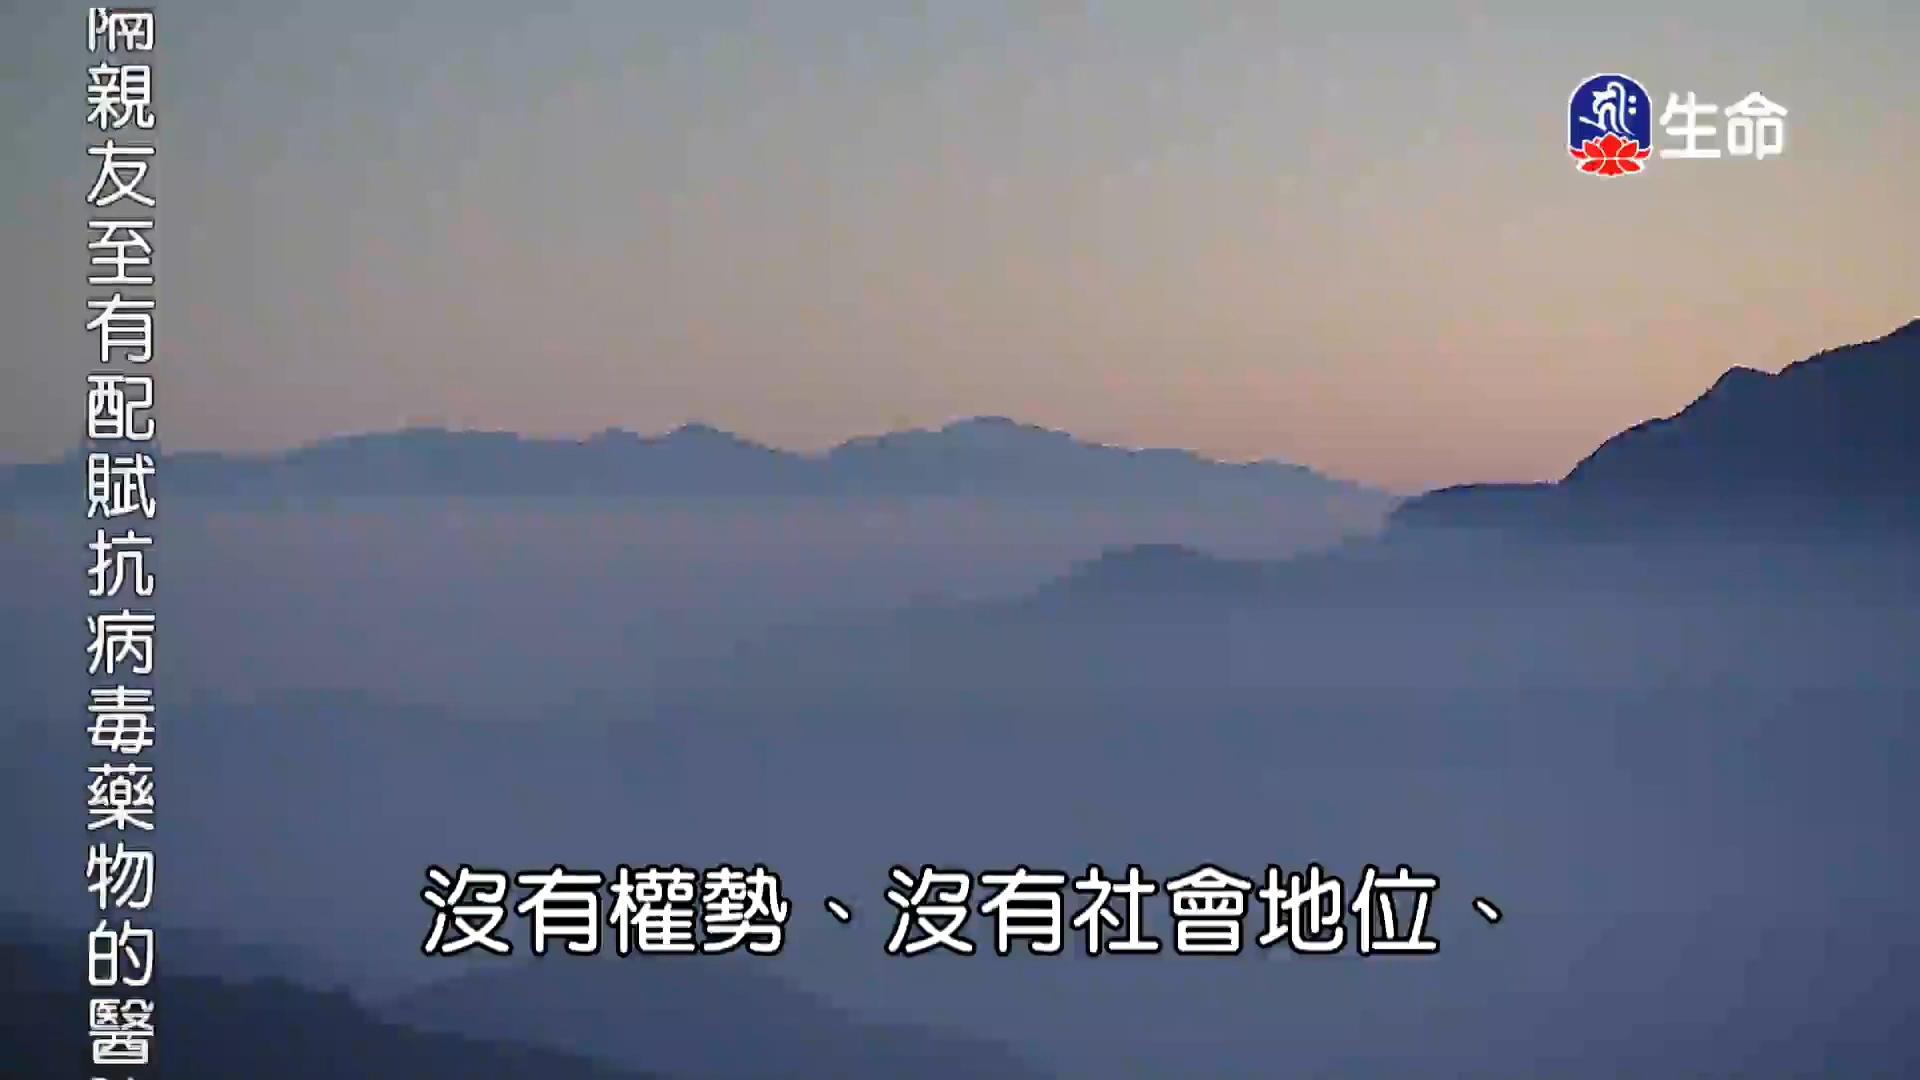 生命
親友至有配賦抗病毒藥物的醫
沒有權勢、沒有社會地位、